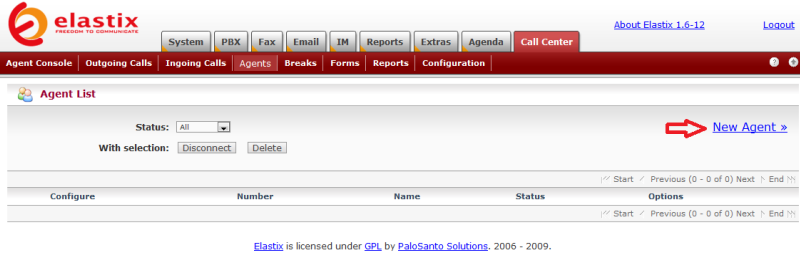 elastix
FREEDOM TO COMMUNICATE
About Elastix 1.6-12 Logout
System PBX Fax Email IM Reports Extras Agenda Call Center
Agent Console Outgoing Calls Ingoing Calls Agents Breaks Forms Reports Configuration
Agent List
Status: All
New Agent »
With selection: Disconnect Delete
Start Previous (0 - 0 of 0) Next End
Configure Number Name Status Options
Start Previous (0 - 0 of 0) Next End
Elastix is licensed under GPL by PaloSanto Solutions. 2006 - 2009.